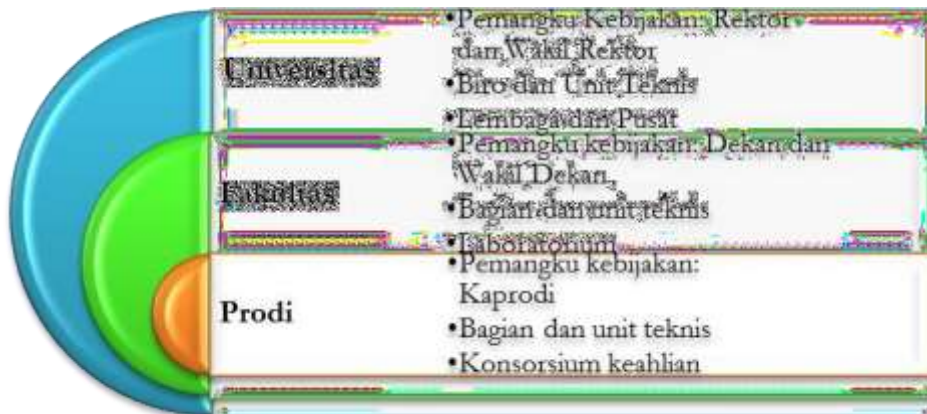 Universitas
•Pemangku Kebijakan: Rektor
dan Wakil Rektor
•Biro dan Unit Teknis
•Lembaga dan Pusat
Fakultas
•Pemangku kebijakan: Dekan dan
Wakil Dekan
•Bagian dan unit teknis
•Laboratorium
Prodi
•Pemangku kebijakan:
Kaprodi
•Bagian dan unit teknis
•Konsorsium keahlian